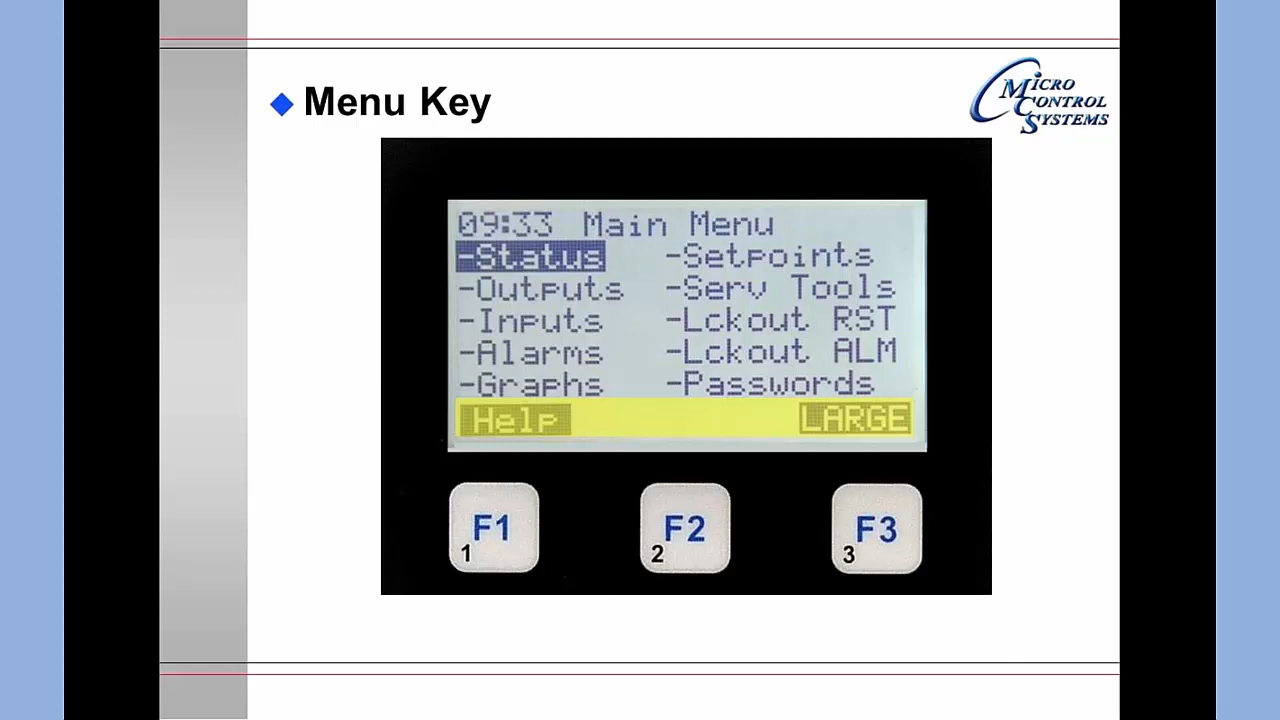 Menu Key
MICRO
CONTROL
SYSTEMS
09:33 Main Menu
-Status -Setpoints
-Outputs -Serv Tools
-Inputs -Lckout RST
-Alarms -Lckout ALM
-Graphs -Passwords
Help LARGE
F1 F2 F3
1 2 3